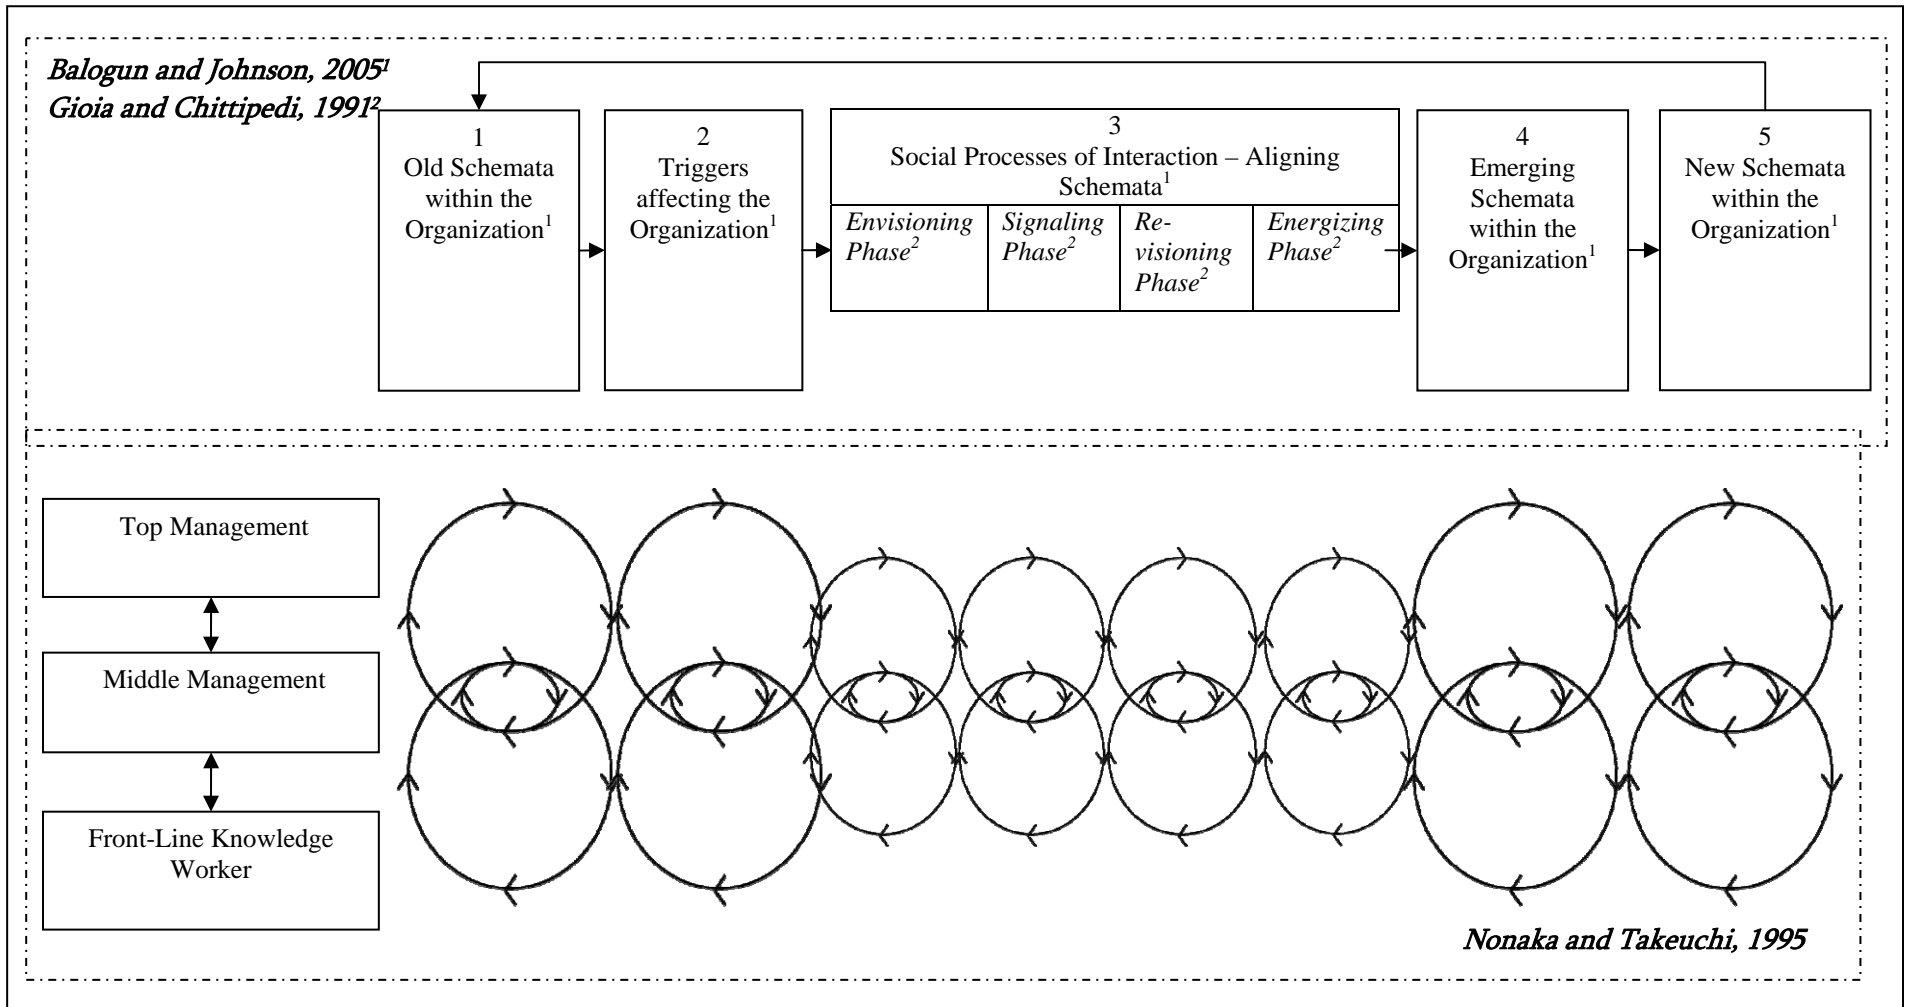 Balogun and Johnson, 2005¹
Gioia and Chittipedi, 1991²
1
Old Schemata
within the
Organization¹
2
Triggers
affecting the
Organization¹
3
Social Processes of Interaction – Aligning
Schemata¹
Envisioning
Phase²
Signaling
Phase²
Re-
visioning
Phase²
Energizing
Phase²
4
Emerging
Schemata
within the
Organization¹
5
New Schemata
within the
Organization¹
Top Management
Middle Management
Front-Line Knowledge
Worker
Nonaka and Takeuchi, 1995